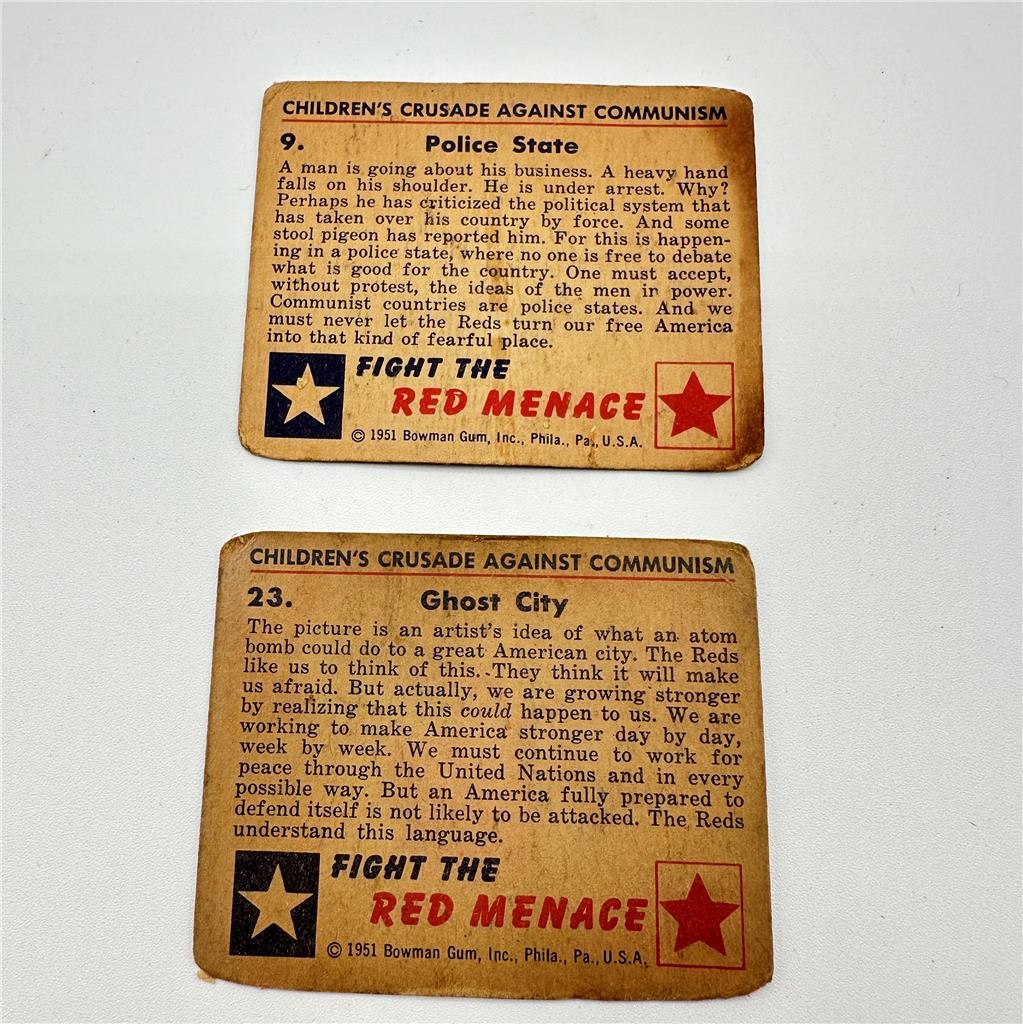 CHILDREN'S CRUSADE AGAINST COMMUNISM
9. Police State
A man is going about his business. A heavy hand
falls on his shoulder. He is under arrest. Why?
Perhaps he has criticized the political system that
has taken over his country by force. And some
stool pigeon has reported him. For this is happen-
ing in a police state, where no one is free to debate
what is good for the country. One must accept,
without protest, the ideas of the men in power.
Communist countries are police states. And we
must never let the Reds turn our free America
into that kind of fearful place.
FIGHT THE
RED MENACE
© 1951 Bowman Gum, Inc., Phila., Pa., U.S.A.
CHILDREN'S CRUSADE AGAINST COMMUNISM
23. Ghost City
The picture is an artist's idea of what an atom
bomb could do to a great American city. The Reds
like us to think of this. They think it will make
us afraid. But actually, we are growing stronger
by realizing that this could happen to us. We are
working to make America stronger day by day,
week by week. We must continue to work for
peace through the United Nations and in every
possible way. But an America fully prepared to
defend itself is not likely to be attacked. The Reds
understand this language.
FIGHT THE
RED MENACE
© 1951 Bowman Gum, Inc., Phila., Pa., U.S.A.